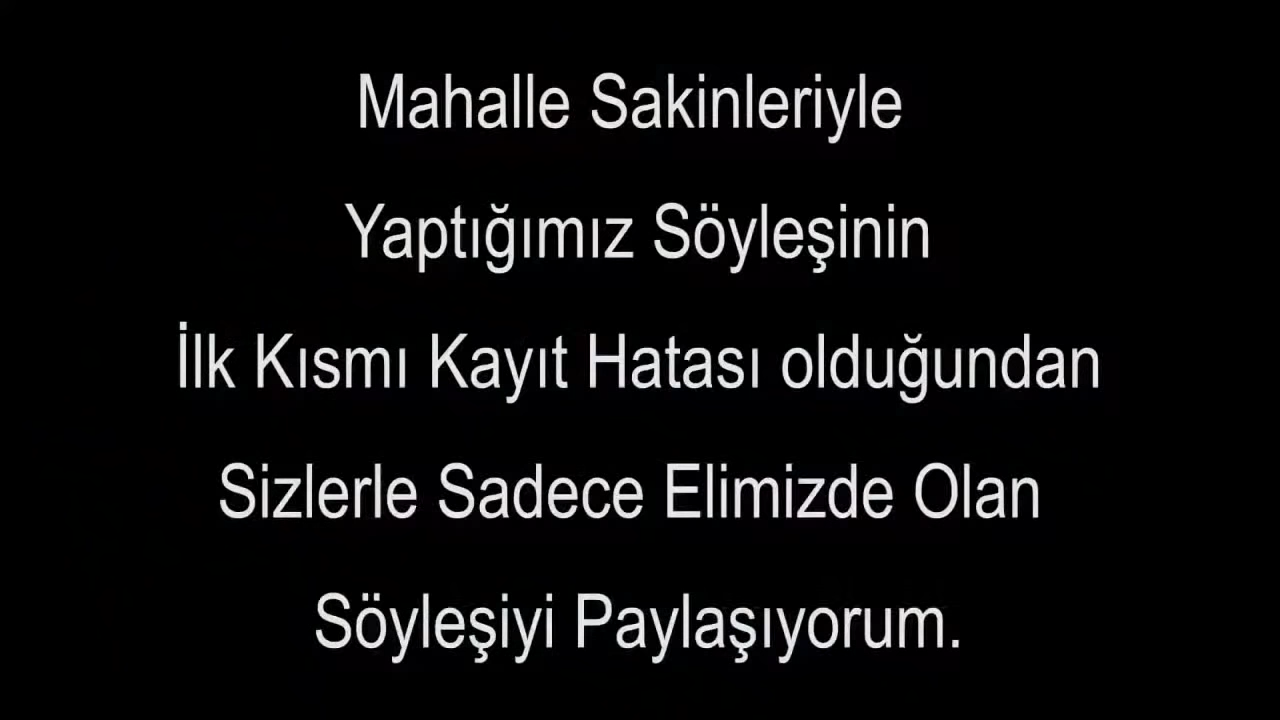 Mahalle Sakinleriyle
Yaptığımız Söyleşinin
İlk Kısmı Kayıt Hatası olduğundan
Sizlerle Sadece Elimizde Olan
Söyleşiyi Paylaşıyorum.